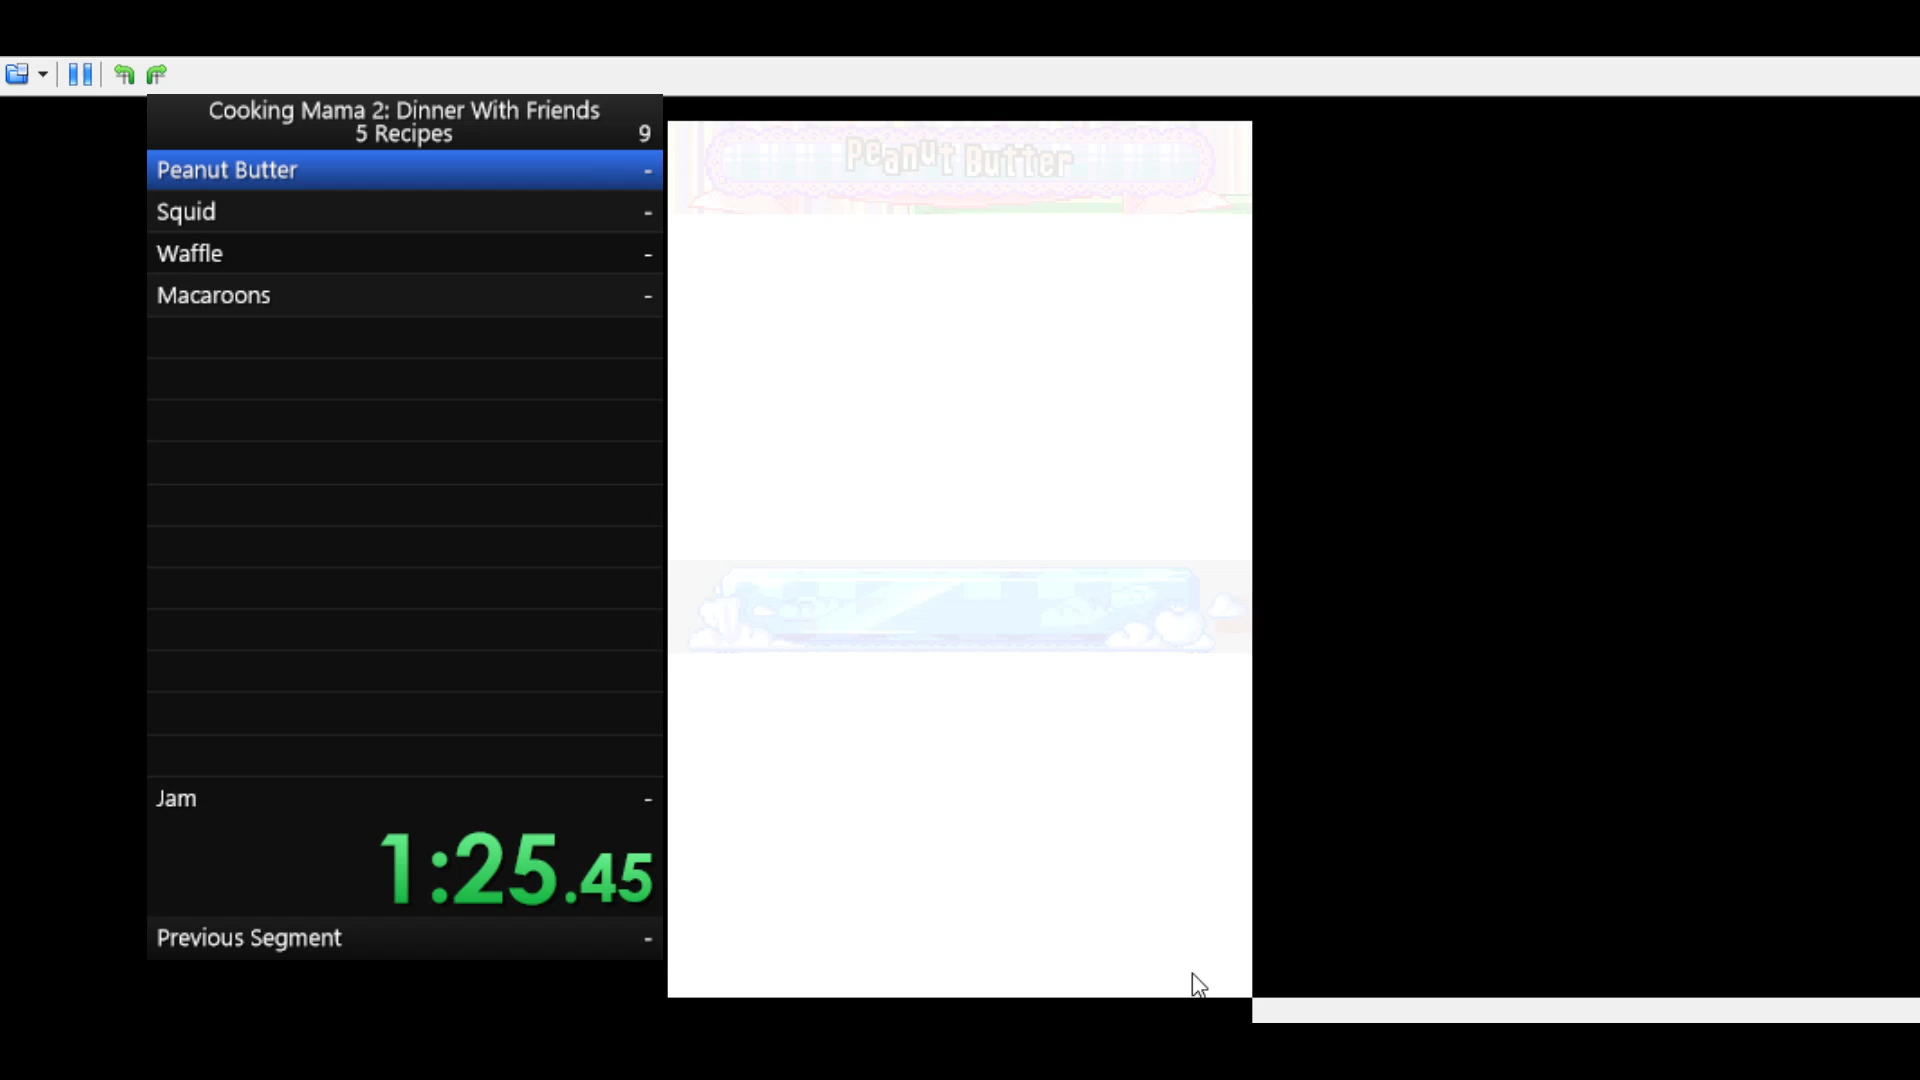 Cooking Mama 2: Dinner With Friends
5 Recipes 9
Peanut Butter -
Squid -
Waffle -
Macaroons -
Jam -
1:25.45
Previous Segment -
Peanut Butter